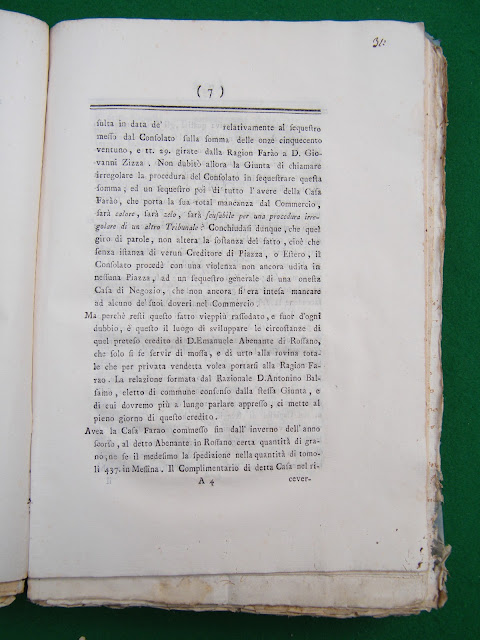 31.
( 7 )
ſulta in data de' relativamente al ſequeſtro
meſſo dal Conſolato ſulla ſomma delle onze cinquecento
ventuno, e tt. 29. girate dalla Ragion Farào a D. Gio-
vanni Zizza. Non dubitò allora la Giunta di chiamare
irregolare la procedura del Conſolato in ſequeſtrare queſta
ſomma; ed un ſequeſtro poi di tutto l'avere della Caſa
Faràò, che porta la ſua total mancanza dal Commercio,
ſarà calore, ſarà zelo, ſarà ſcuſabile per una procedura irre-
golare di un altro Tribunale? Conchiudaſi dunque, che quel
giro di parole, non altera la ſoſtanza del fatto, cioè che
ſenza iſtanza di verun Creditore di Piazza, o Eſtero, il
Conſolato procedè con una violenza non ancora udita in
neſſuna Piazza, ad un ſequeſtro generale di una oneſta
Caſa di Negozio, che non ancora ſi era inteſa mancare
ad alcuno de' ſuoi doveri nel Commercio.
Ma perchè reſti queſto fatto vieppiù raſſodato, e fuor d'ogni
dubbio, è queſto il luogo di ſviluppare le circoſtanze di
quel preteſo credito di D.Emanuele Abenante di Roſſano,
che ſolo ſi fe ſervir di moſſa, e di urto alla rovina tota-
le che per privata vendetta volea portarſi alla Ragion Fa-
rao. La relazione formata dal Razionale D.Antonino Bal-
ſamo, eletto di commune conſenſo dalla ſteſſa Giunta, e
di cui dovremo più a luogo parlare appreſſo, ci mette al
pieno giorno di queſto credito.
Avea la Caſa Farao commeſſo fin dall'inverno dell'anno
ſcorſo, al detto Abenante in Roſſano certa quantità di gra-
no, ne fe il medeſimo la ſpedizione nella quantità di tomo-
li 437. in Meſſina. Il Complimentario di detta Caſa nel ri-
A 4 cever-